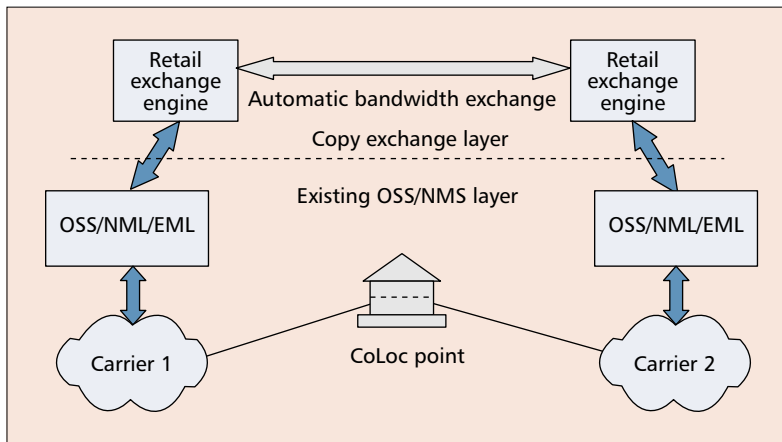 Retail
exchange
engine
Retail
exchange
engine
Automatic bandwidth exchange
Copy exchange layer
Existing OSS/NMS layer
OSS/NML/EML
OSS/NML/EML
Carrier 1
CoLoc point
Carrier 2